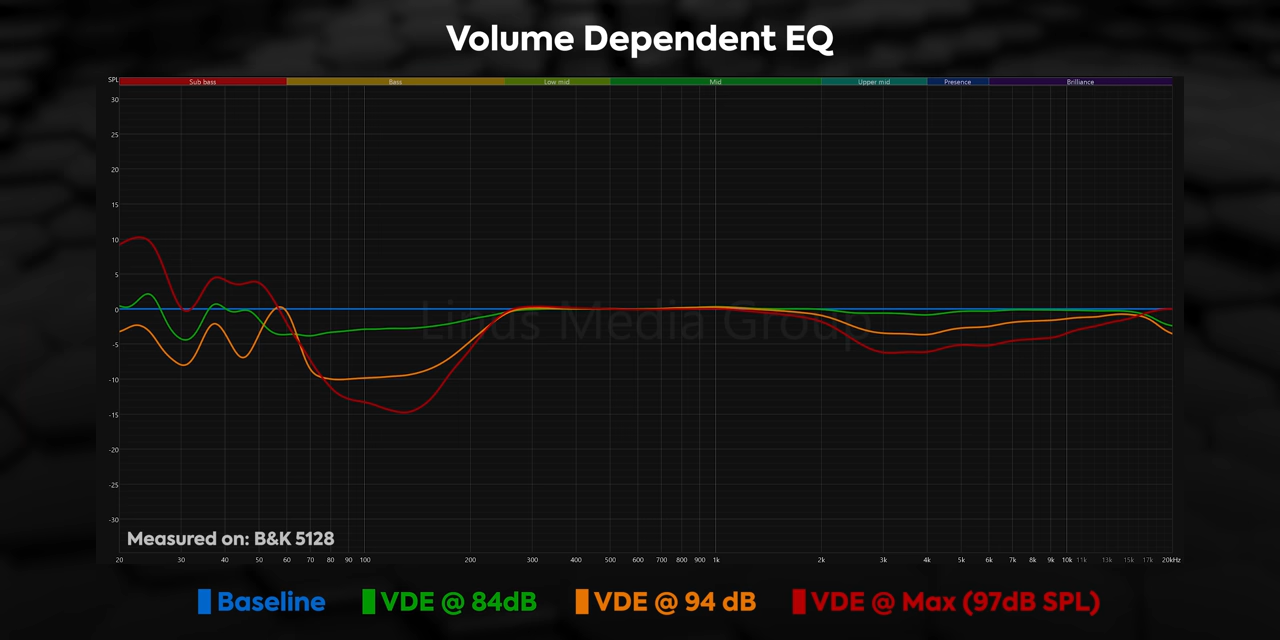 Volume Dependent EQ
SPL
Sub bass Bass Low mid Mid Upper mid Presence Brilliance
30
25
20
15
10
5
0
-5
-10
-15
-20
-25
-30
Linus Media Group
Measured on: B&K 5128
20 30 40 50 60 70 80 90 100 200 300 400 500 600 700 800 900 1k 2k 3k 4k 5k 6k 7k 8k 9k 10k 11k 13k 15k 17k 20kHz
Baseline VDE @ 84dB VDE @ 94 dB VDE @ Max (97dB SPL)